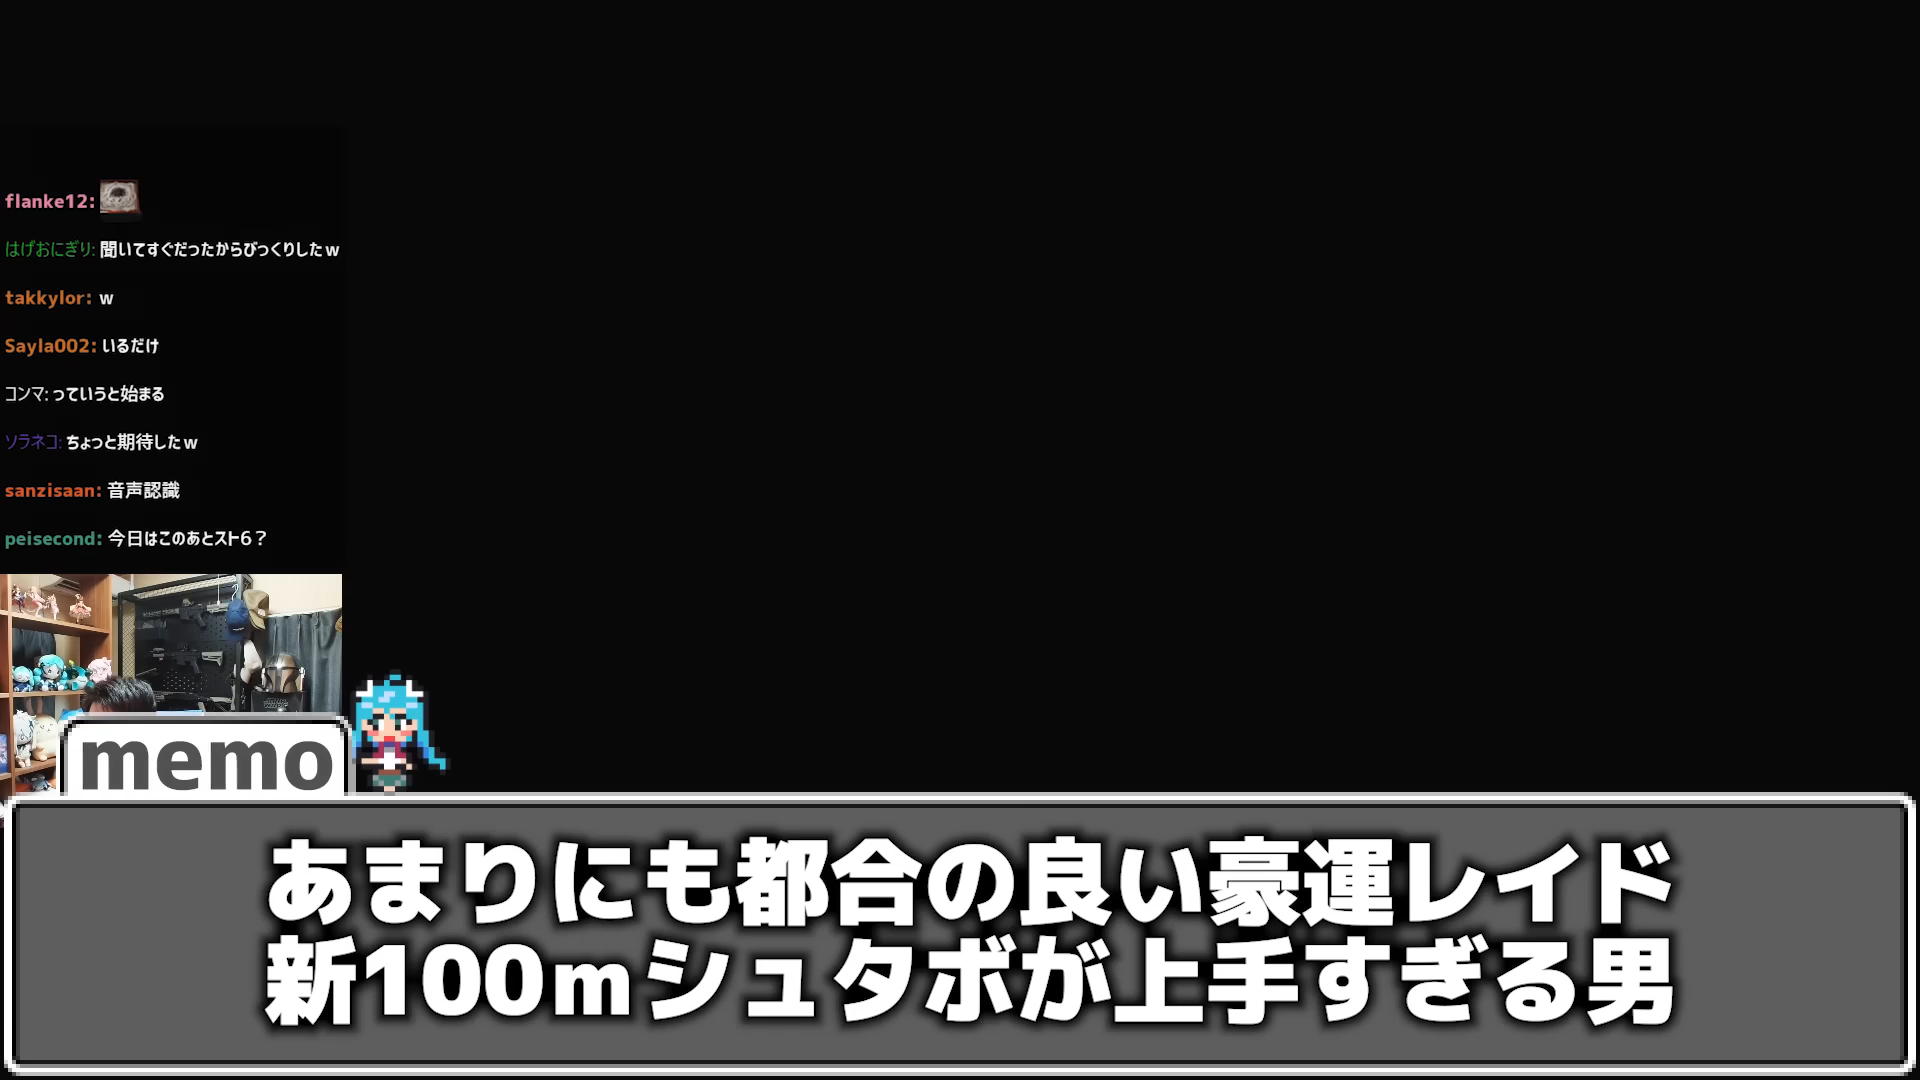 flanke12:
はげおにぎり: 聞いてすぐだったからびっくりしたw
takkylor: w
Sayla002: いるだけ
コンマ: っていうと始まる
ソラネコ: ちょっと期待したw
sanzisaan: 音声認識
peisecond: 今日はこのあとスト6？
memo
あまりにも都合の良い豪運レイド
新100mシュタボが上手すぎる男